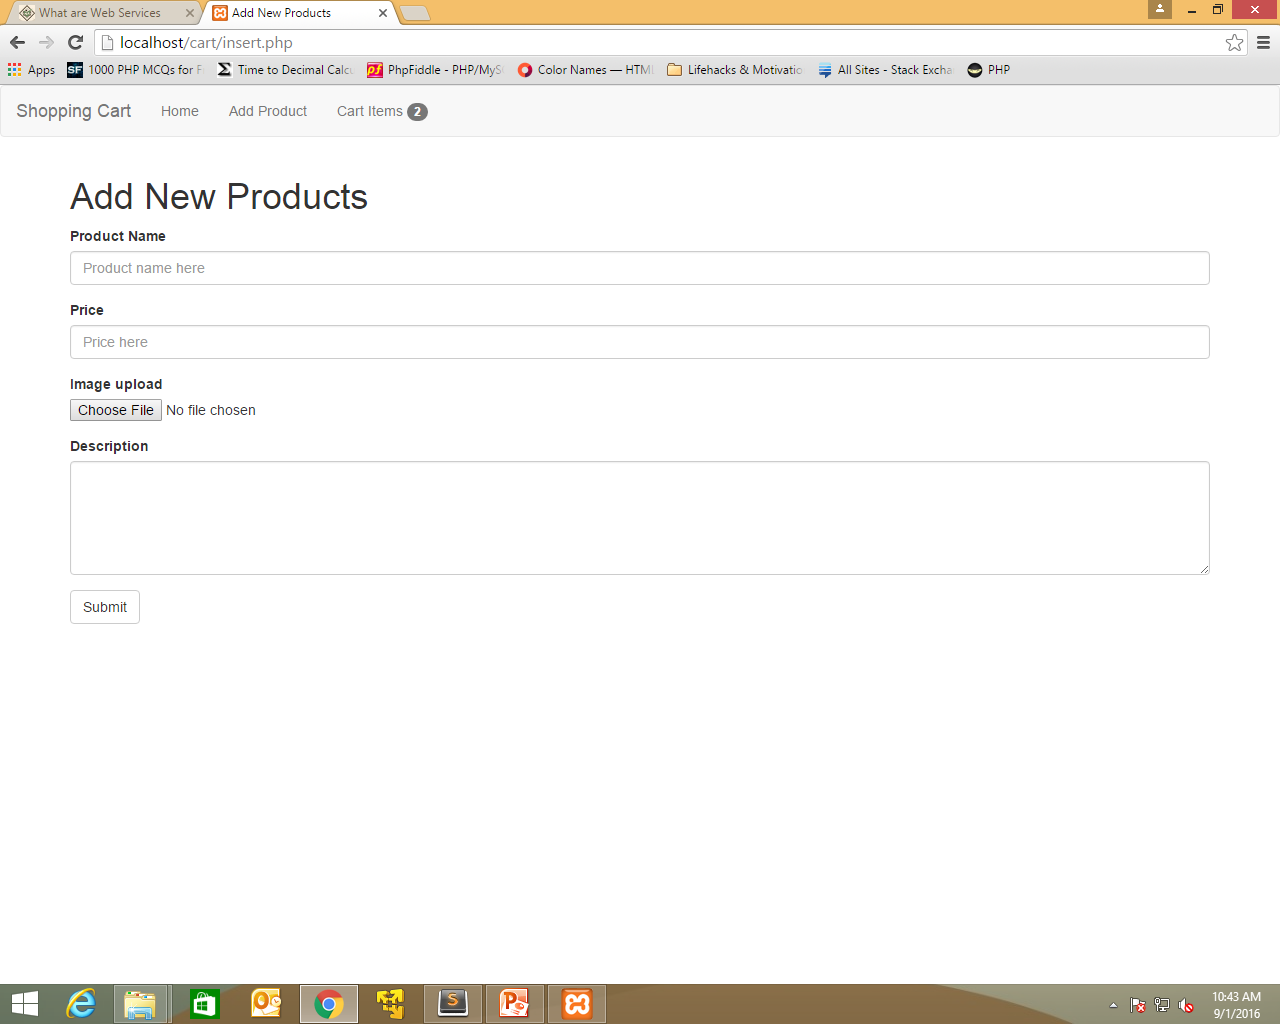 What are Web Services
Add New Products
localhost/cart/insert.php
Apps
1000 PHP MCQs for
Time to Decimal Calc
PhpFiddle - PHP/MyS
Color Names — HTM
Lifehacks & Motivatio
All Sites - Stack Excha
PHP
Shopping Cart
Home
Add Product
Cart Items 2
Add New Products
Product Name
Product name here
Price
Price here
Image upload
Choose File No file chosen
Description
Submit
10:43 AM
9/1/2016